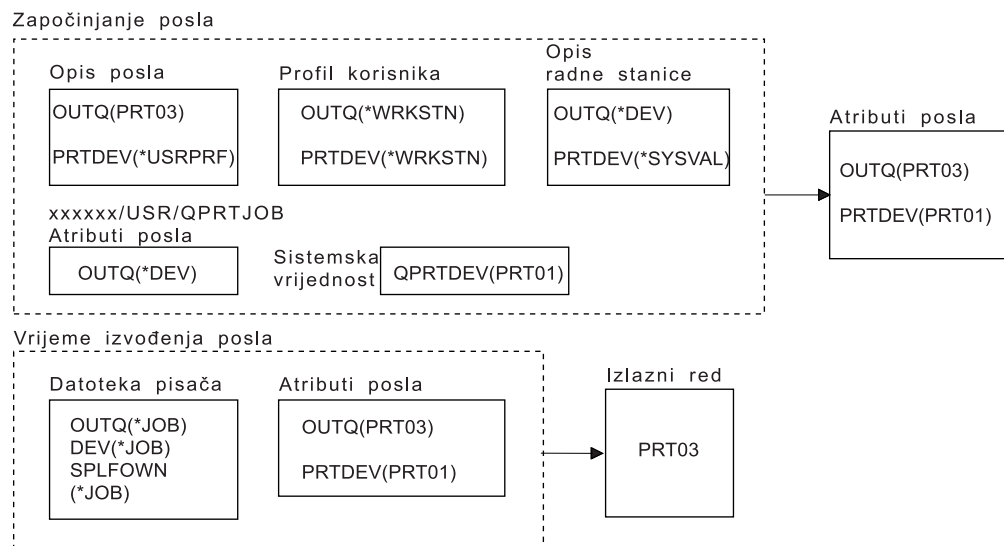 Započinjanje posla
Opis posla
OUTQ(PRT03)
PRTDEV(*USRPRF)
Profil korisnika
OUTQ(*WRKSTN)
PRTDEV(*WRKSTN)
Opis
radne stanice
OUTQ(*DEV)
PRTDEV(*SYSVAL)
Atributi posla
OUTQ(PRT03)
PRTDEV(PRT01)
xxxxxx/USR/QPRTJOB
Atributi posla
OUTQ(*DEV)
Sistemska
vrijednost
QPRTDEV(PRT01)
Vrijeme izvođenja posla
Datoteka pisača
OUTQ(*JOB)
DEV(*JOB)
SPLFOWN
(*JOB)
Atributi posla
OUTQ(PRT03)
PRTDEV(PRT01)
Izlazni red
PRT03